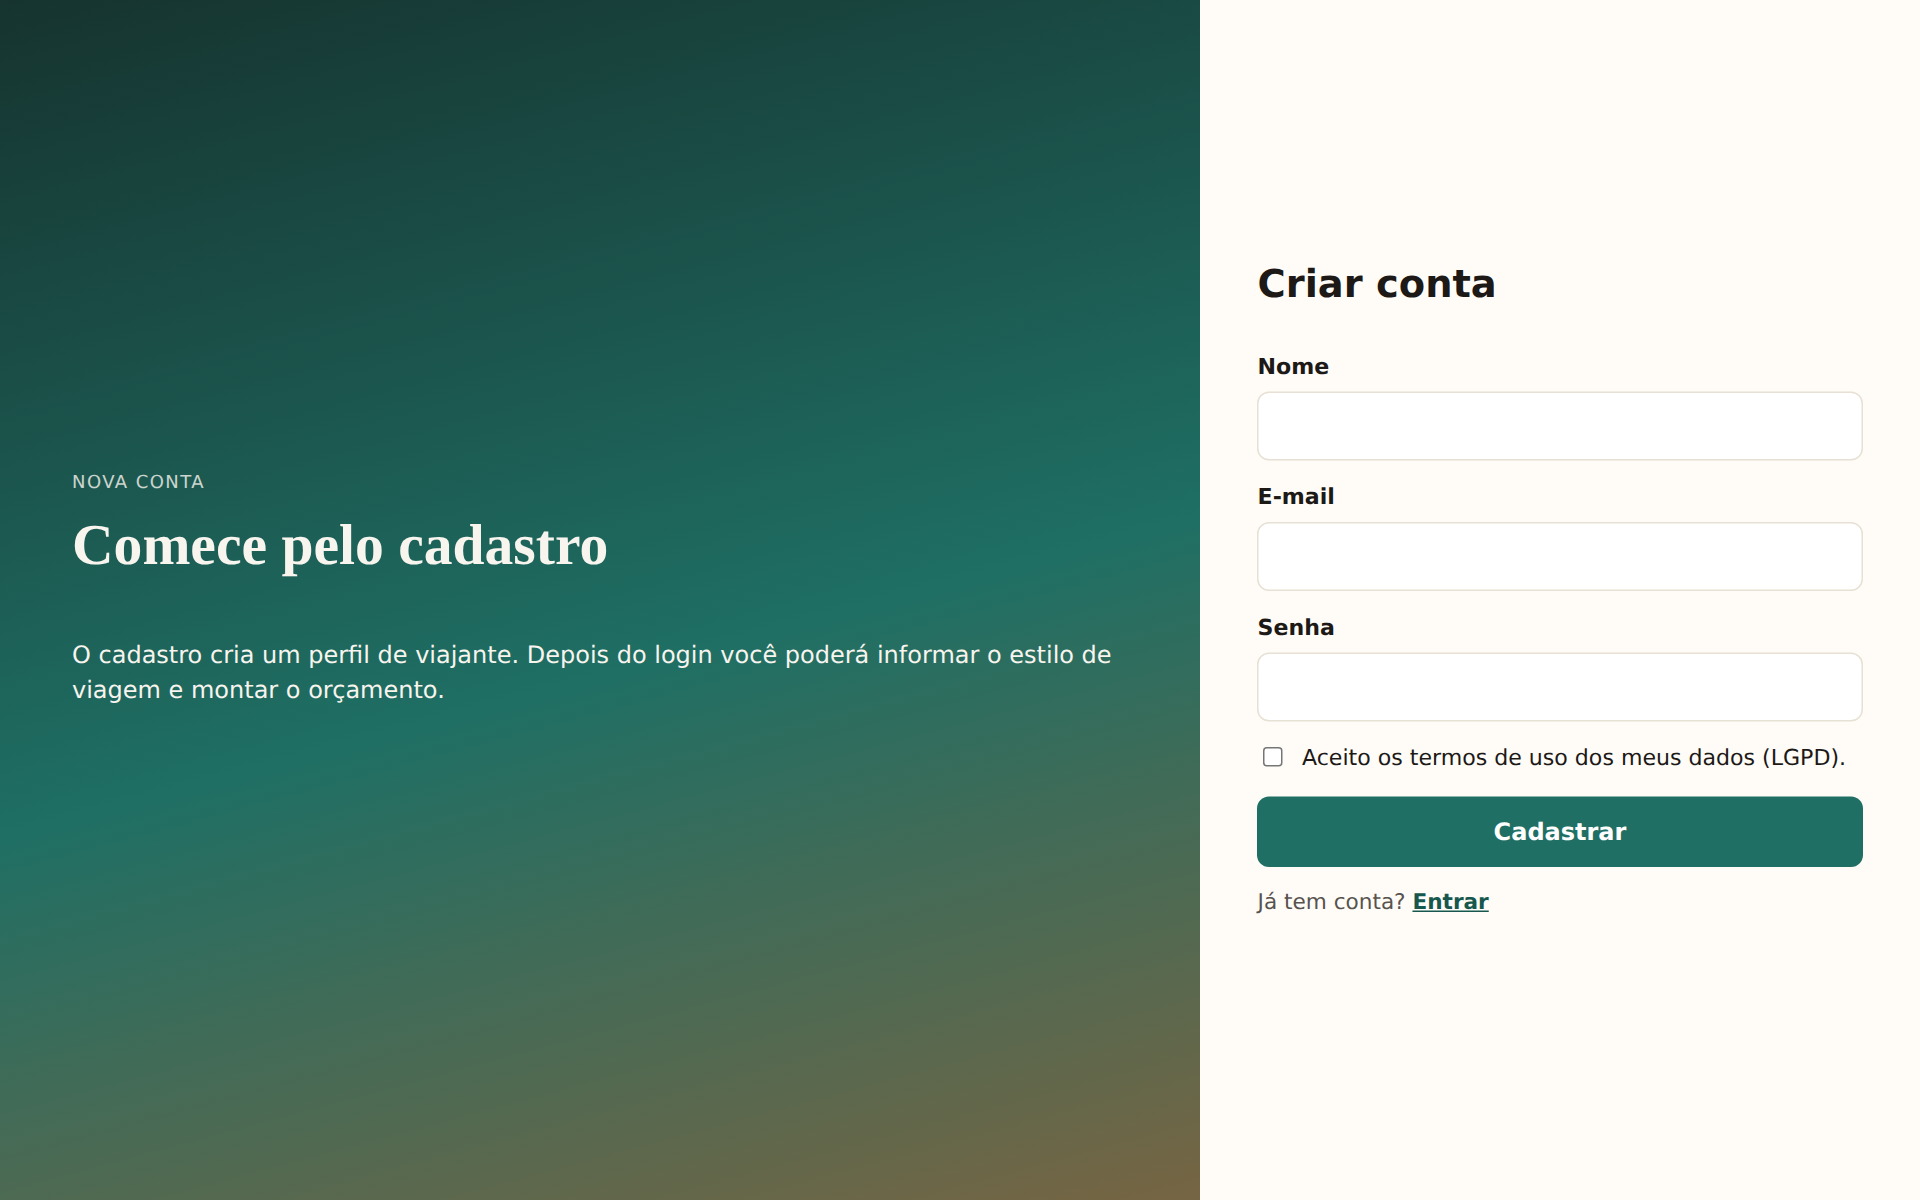 NOVA CONTA
Comece pelo cadastro
O cadastro cria um perfil de viajante. Depois do login você poderá informar o estilo de
viagem e montar o orçamento.
Criar conta
Nome
E-mail
Senha
Aceito os termos de uso dos meus dados (LGPD).
Cadastrar
Já tem conta? Entrar